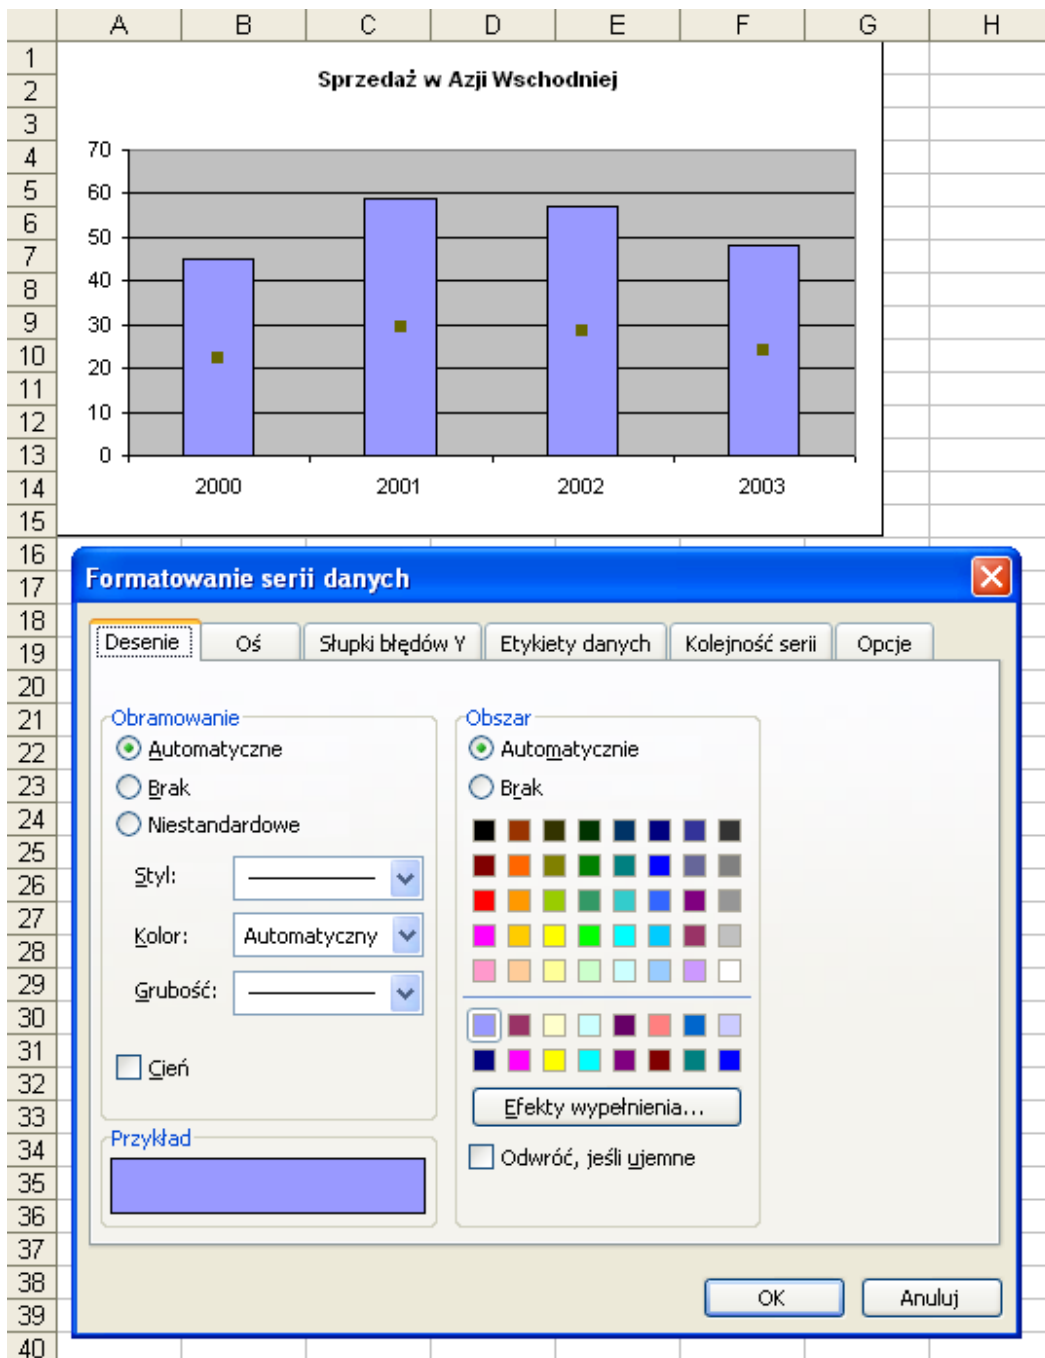 A B C D E F G H
1
2
3
4
5
6
7
8
9
10
11
12
13
14
15
16
17
18
19
20
21
22
23
24
25
26
27
28
29
30
31
32
33
34
35
36
37
38
39
40
Sprzedaż w Azji Wschodniej
70
60
50
40
30
20
10
0
2000 2001 2002 2003
Formatowanie serii danych
Desenie Oś Słupki błędów Y Etykiety danych Kolejność serii Opcje
Obramowanie
Automatyczne
Brak
Niestandardowe
Styl:
Kolor: Automatyczny
Grubość:
Cień
Przykład
Obszar
Automatycznie
Brak
Efekty wypełnienia...
Odwróć, jeśli ujemne
OK Anuluj